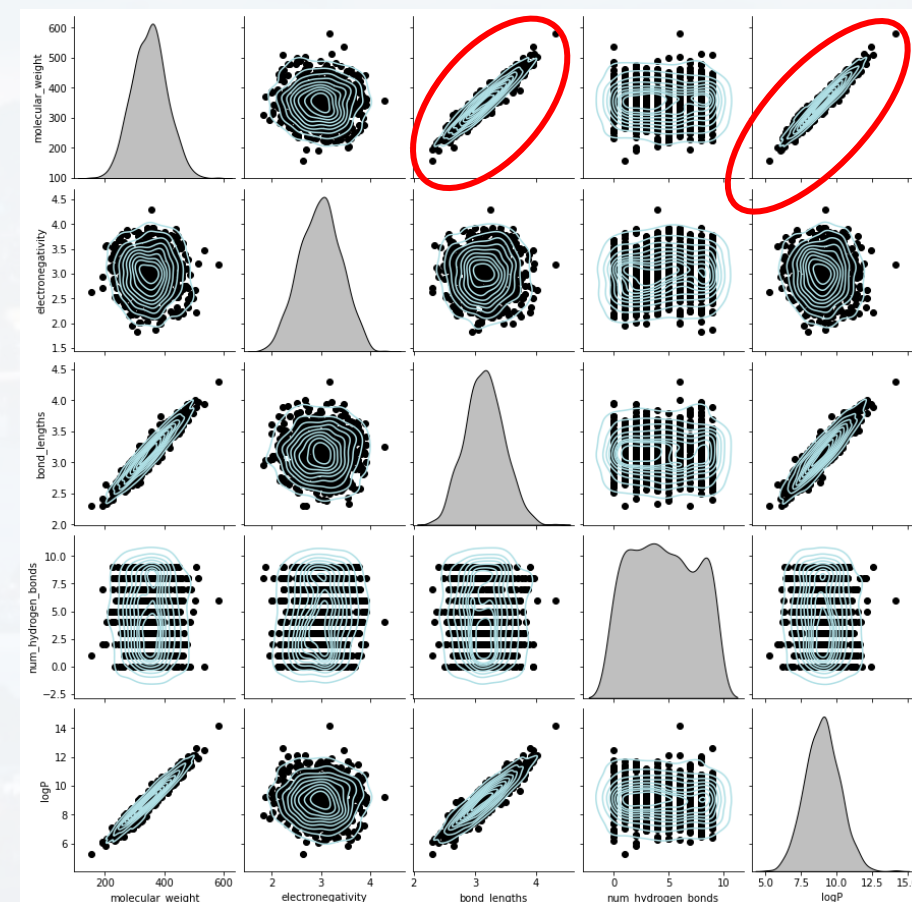 600
500
400
300
200
100
molecular_weight
4.5
4.0
3.5
3.0
2.5
2.0
1.5
electronegativity
4.5
4.0
3.5
3.0
2.5
2.0
bond_lengths
10.0
7.5
5.0
2.5
0.0
−2.5
num_hydrogen_bonds
14
12
10
8
6
logP
200 400 600
2 3 4
2 3 4
0 5 10
5.0 7.5 10.0 12.5
molecular_weight electronegativity bond_lengths num_hydrogen_bonds logP